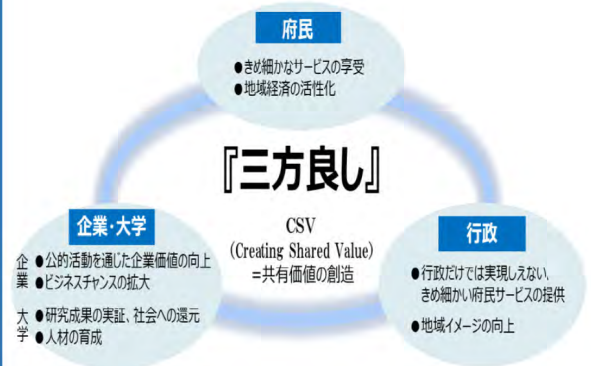 府民
●きめ細かなサービスの享受
●地域経済の活性化
『三方良し』
CSV
(Creating Shared Value)
=共有価値の創造
企業・大学
企業
●公的活動を通じた企業価値の向上
●ビジネスチャンスの拡大
大学
●研究成果の実証、社会への還元
●人材の育成
行政
●行政だけでは実現しえない、
きめ細かい府民サービスの提供
●地域イメージの向上